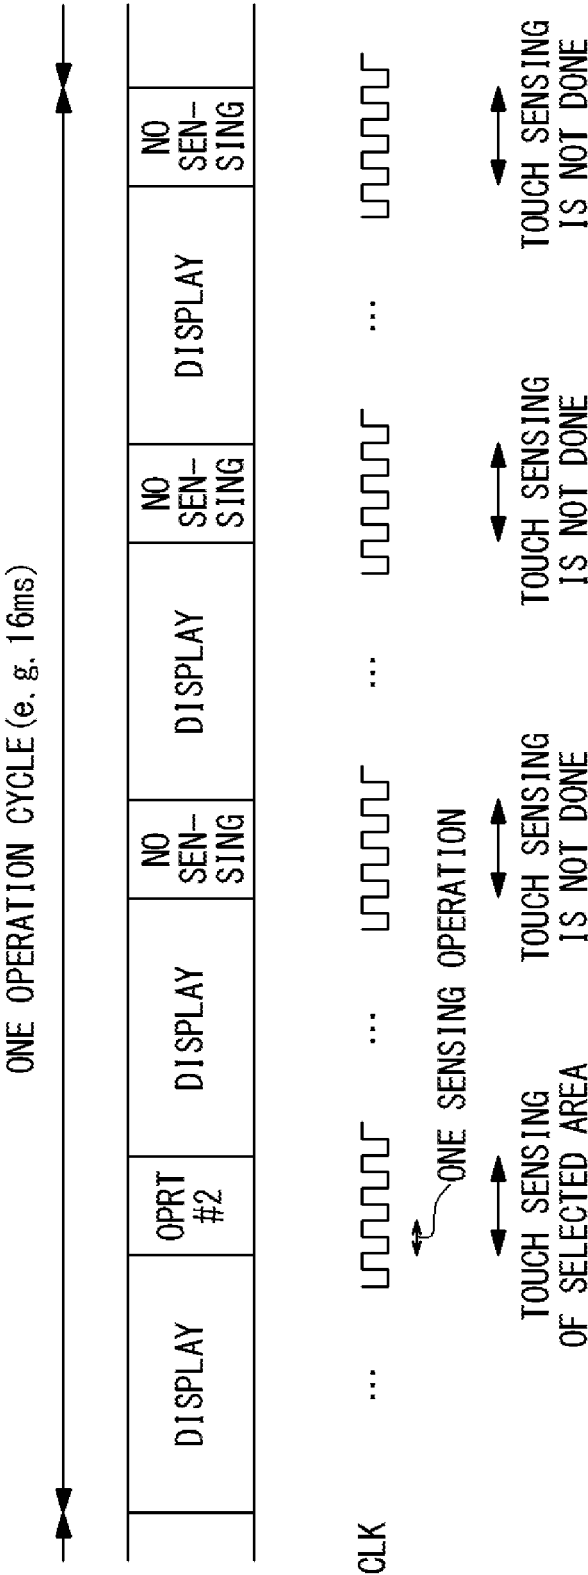 ONE OPERATION CYCLE(e.g. 16ms)
DISPLAY
OPRT
#2
DISPLAY
NO
SEN-
SING
DISPLAY
NO
SEN-
SING
DISPLAY
NO
SEN-
SING
CLK
...
...
...
...
ONE SENSING OPERATION
TOUCH SENSING
OF SELECTED AREA
TOUCH SENSING
IS NOT DONE
TOUCH SENSING
IS NOT DONE
TOUCH SENSING
IS NOT DONE